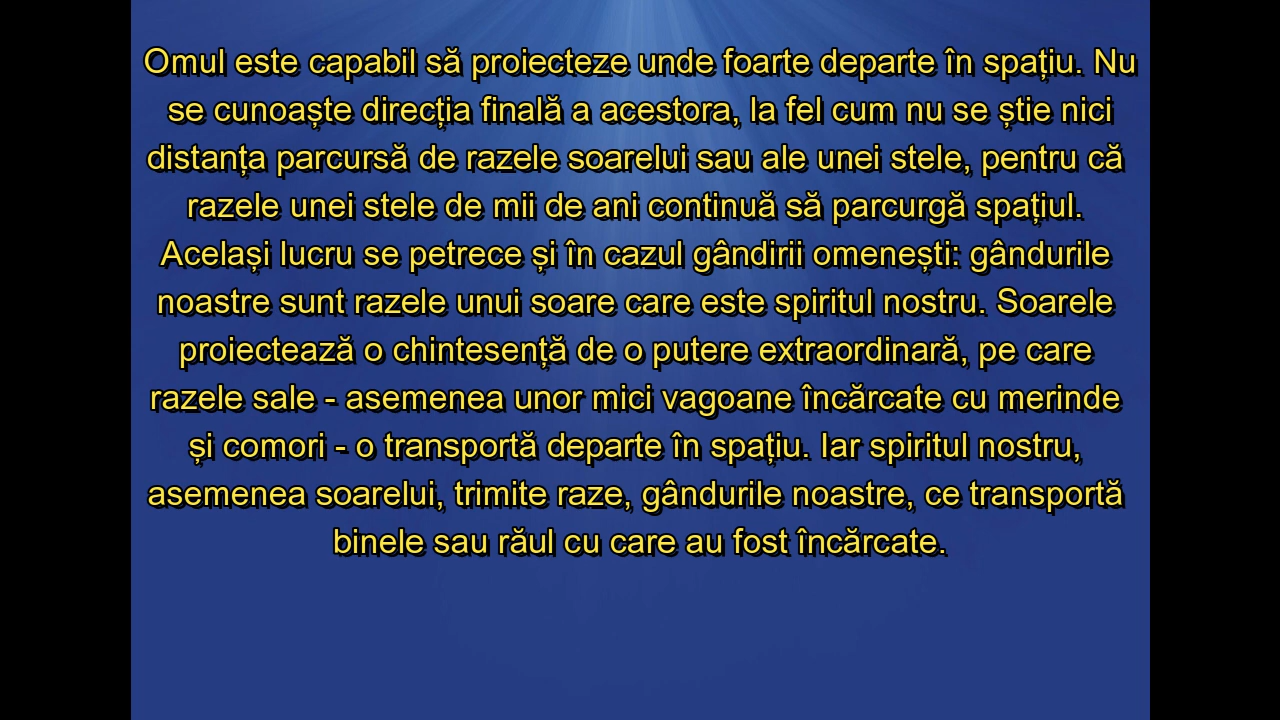 Omul este capabil să proiecteze unde foarte departe în spațiu. Nu
se cunoaște direcția finală a acestora, la fel cum nu se știe nici
distanța parcursă de razele soarelui sau ale unei stele, pentru că
razele unei stele de mii de ani continuă să parcurgă spațiul.
Același lucru se petrece și în cazul gândirii omenești: gândurile
noastre sunt razele unui soare care este spiritul nostru. Soarele
proiectează o chintesență de o putere extraordinară, pe care
razele sale - asemenea unor mici vagoane încărcate cu merinde
și comori - o transportă departe în spațiu. Iar spiritul nostru,
asemenea soarelui, trimite raze, gândurile noastre, ce transportă
binele sau răul cu care au fost încărcate.